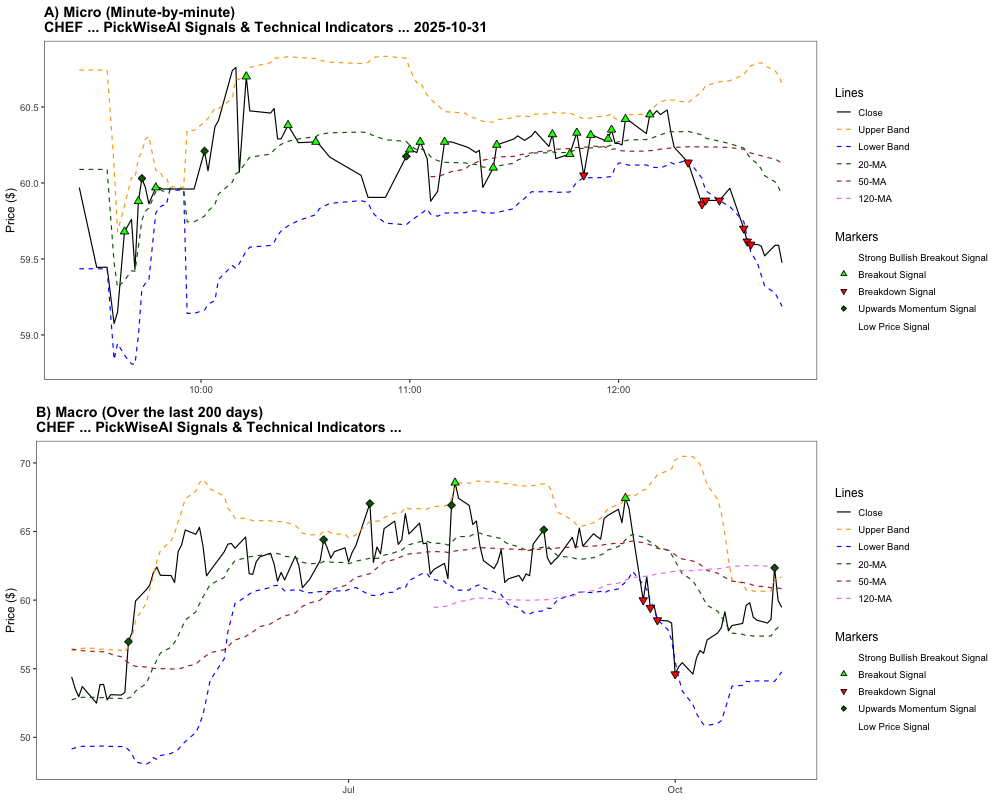 A) Micro (Minute-by-minute)
CHEF ... PickWiseAI Signals & Technical Indicators ... 2025-10-31
Price ($)
60.5
60.0
59.5
59.0
10:00
11:00
12:00
Lines
Close
Upper Band
Lower Band
20-MA
50-MA
120-MA
Markers
Strong Bullish Breakout Signal
Breakout Signal
Breakdown Signal
Upwards Momentum Signal
Low Price Signal
B) Macro (Over the last 200 days)
CHEF ... PickWiseAI Signals & Technical Indicators ...
Price ($)
70
65
60
55
50
Jul
Oct
Lines
Close
Upper Band
Lower Band
20-MA
50-MA
120-MA
Markers
Strong Bullish Breakout Signal
Breakout Signal
Breakdown Signal
Upwards Momentum Signal
Low Price Signal